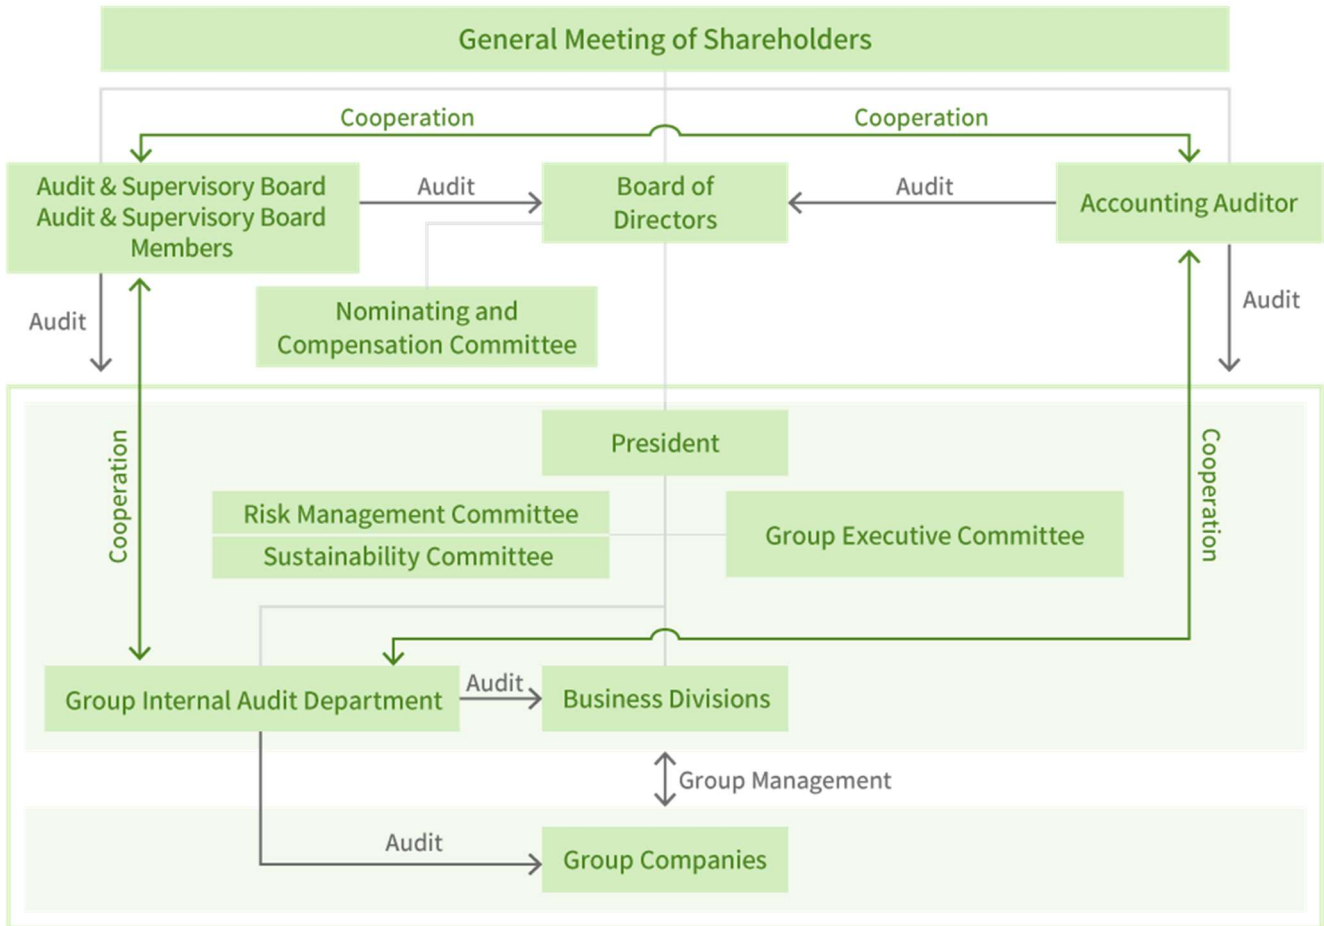 General Meeting of Shareholders
Cooperation
Cooperation
Audit & Supervisory Board
Audit & Supervisory Board
Members
Audit
Board of
Directors
Audit
Accounting Auditor
Audit
Nominating and
Compensation Committee
Audit
President
Cooperation
Risk Management Committee
Sustainability Committee
Group Executive Committee
Cooperation
Group Internal Audit Department
Audit
Business Divisions
Group Management
Audit
Group Companies